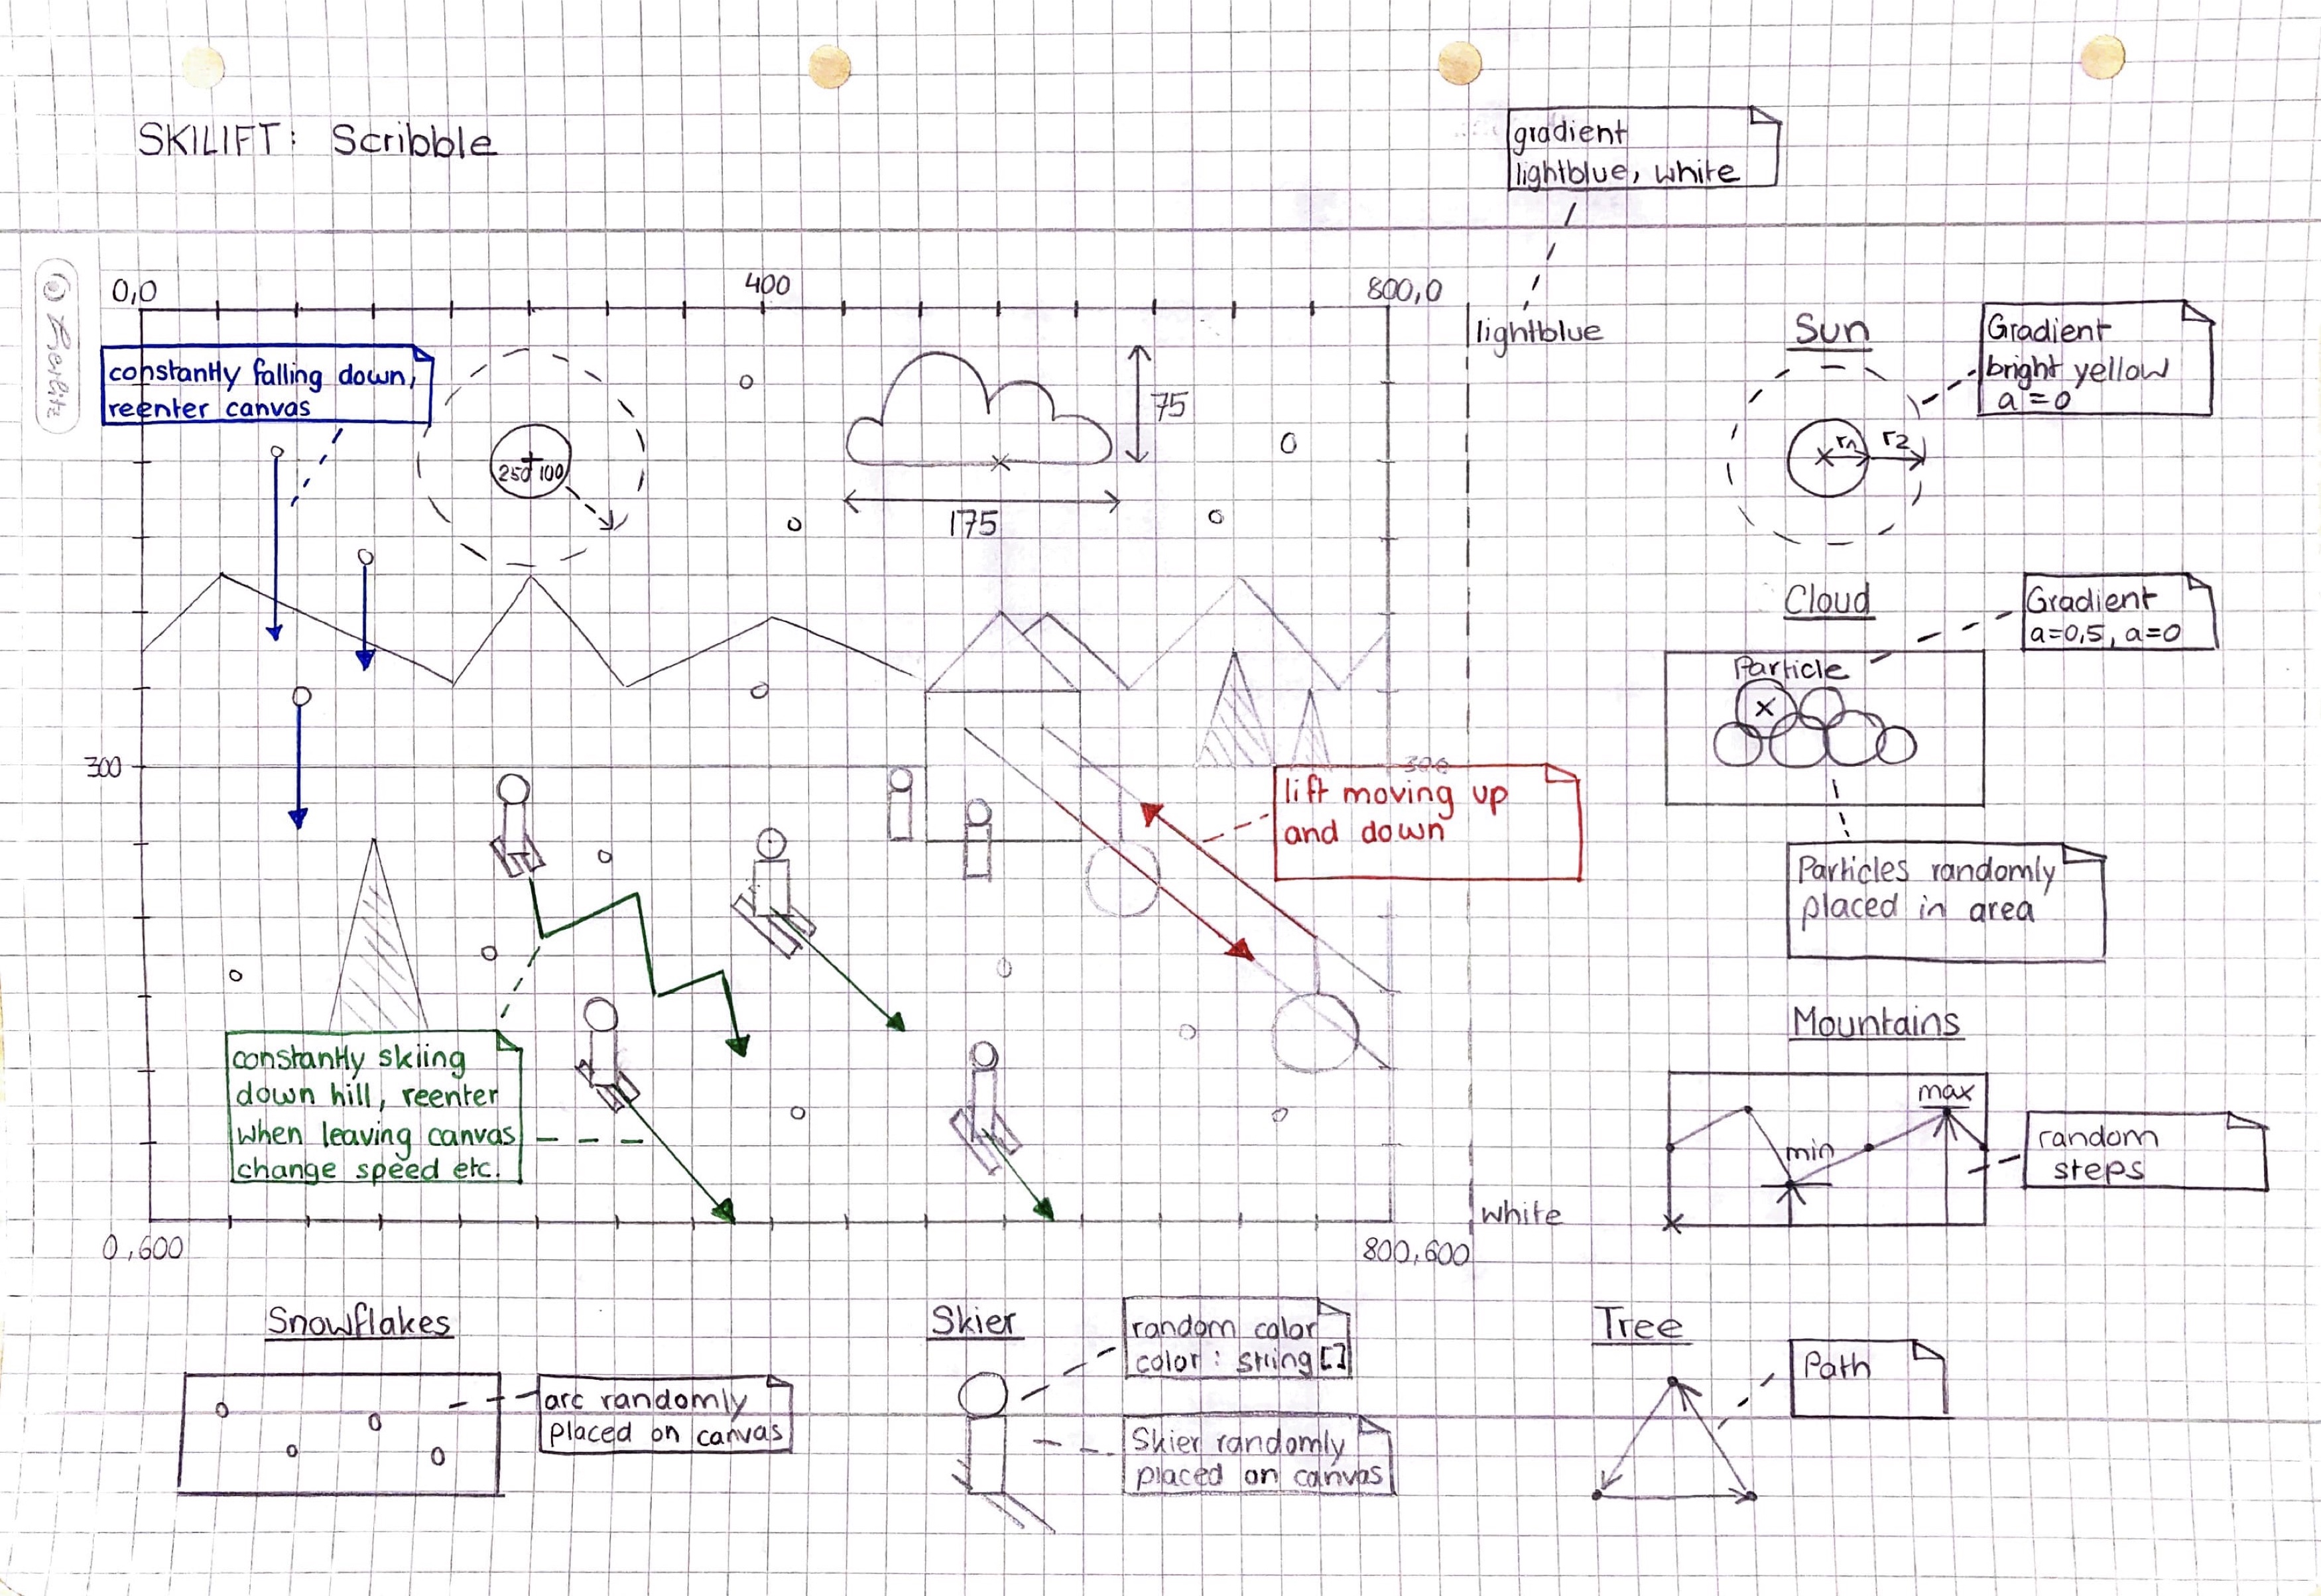 SKILIFT: Scribble
gradient
lightblue, white
0,0
400
800,0
lightblue
constantly falling down,
reenter canvas
250 100
75
175
Sun
r1 r2
Gradient
bright yellow
a = 0
Cloud
Gradient
a=0,5, a=0
Particle
Particles randomly
placed in area
300
300
lift moving up
and down
constantly skiing
down hill, reenter
when leaving canvas
change speed etc.
Mountains
max
min
random
steps
white
0,600
800,600
Snowflakes
arc randomly
placed on canvas
Skier
random color
color: string[]
Skier randomly
placed on canvas
Tree
Path